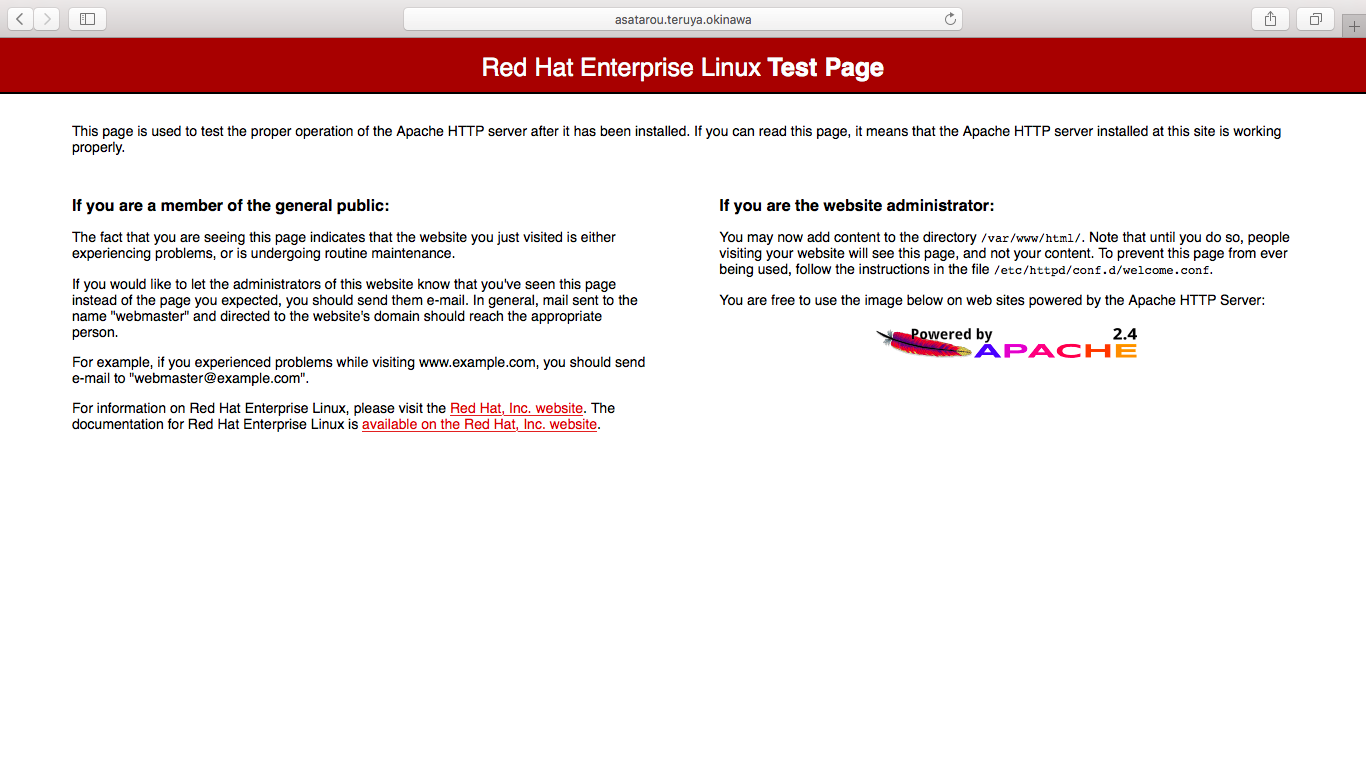 asatarou.teruya.okinawa
Red Hat Enterprise Linux Test Page
This page is used to test the proper operation of the Apache HTTP server after it has been installed. If you can read this page, it means that the Apache HTTP server installed at this site is working
properly.
If you are a member of the general public:
The fact that you are seeing this page indicates that the website you just visited is either
experiencing problems, or is undergoing routine maintenance.
If you would like to let the administrators of this website know that you've seen this page
instead of the page you expected, you should send them e-mail. In general, mail sent to the
name "webmaster" and directed to the website's domain should reach the appropriate
person.
For example, if you experienced problems while visiting www.example.com, you should send
e-mail to "webmaster@example.com".
For information on Red Hat Enterprise Linux, please visit the Red Hat, Inc. website. The
documentation for Red Hat Enterprise Linux is available on the Red Hat, Inc. website.
If you are the website administrator:
You may now add content to the directory /var/www/html/. Note that until you do so, people
visiting your website will see this page, and not your content. To prevent this page from ever
being used, follow the instructions in the file /etc/httpd/conf.d/welcome.conf.
You are free to use the image below on web sites powered by the Apache HTTP Server:
Powered by 2.4
APACHE